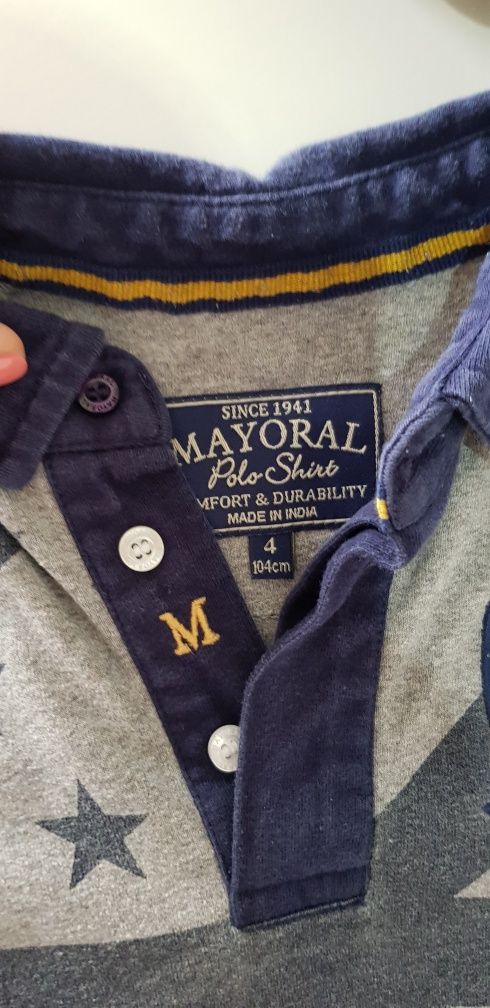 SINCE 1941
MAYORAL
Polo Shirt
MFORT & DURABILITY
MADE IN INDIA
4
104cm
M